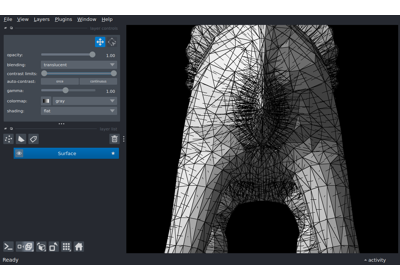 File View Layers Plugins Window Help
opacity: 1.00
blending: translucent
contrast limits:
auto-contrast: once continuous
gamma: 1.00
colormap: gray
shading: flat
Surface
Ready activity